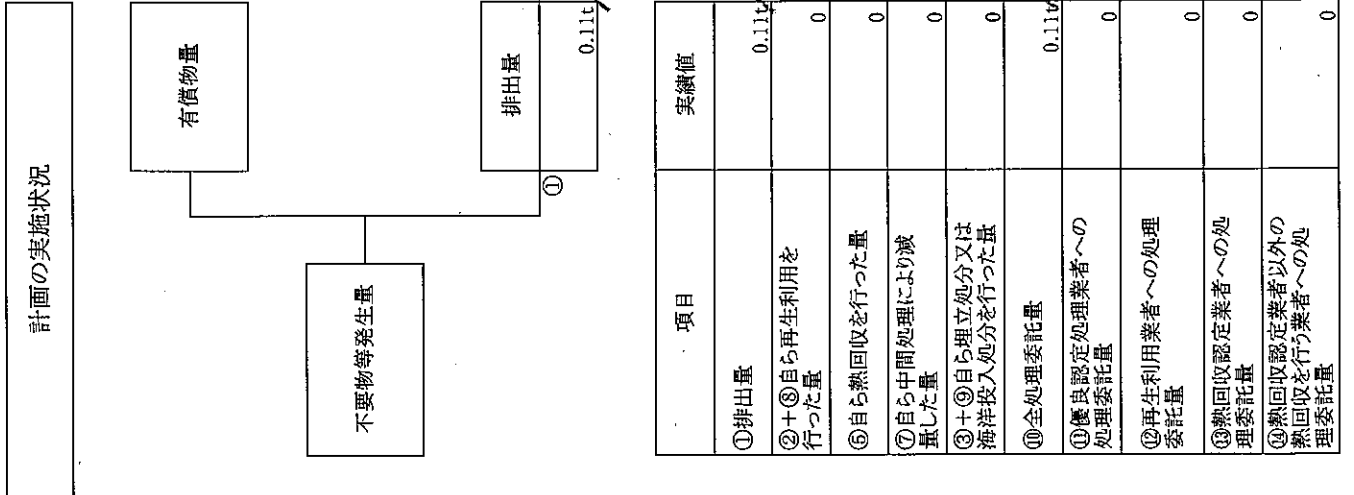 計画の実施状況
有償物量
不要物等発生量
排出量
①
0.11t
項目
実績値
①排出量
0.11t
②+⑧自ら再生利用を
行った量
0
⑤自ら熱回収を行った量
0
⑦自ら中間処理により減
量した量
0
③+⑨自ら埋立処分又は
海洋投入処分を行った量
0
⑩全処理委託量
0.11t
⑪優良認定処理業者への
処理委託量
0
⑫再生利用業者への処理
委託量
0
⑬熱回収認定業者への処
理委託量
0
⑭熱回収認定業者以外の
熱回収を行う業者への処
理委託量
0